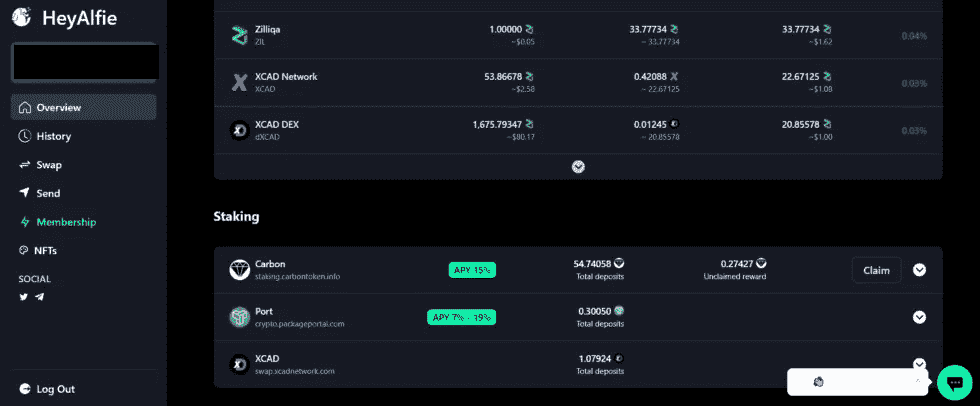 HeyAlfie
Overview
History
Swap
Send
Membership
NFTs
SOCIAL
Log Out
Zilliqa 1.00000 33.77734 33.77734 0.04%
ZIL ~$0.05 ~ 33.77734 ~$1.62
XCAD Network 53.86678 0.42088 22.67125 0.03%
XCAD ~$2.58 ~ 22.67125 ~$1.08
XCAD DEX 1,675.79347 0.01245 20.85578 0.03%
dXCAD ~$80.17 ~ 20.85578 ~$1.00
Staking
Carbon APY 15% 54.74058 0.27427 Claim
staking.carbontoken.info Total deposits Unclaimed reward
Port APY 7% - 19% 0.30050
crypto.packageportal.com Total deposits
XCAD 1.07924
swap.xcadnetwork.com Total deposits